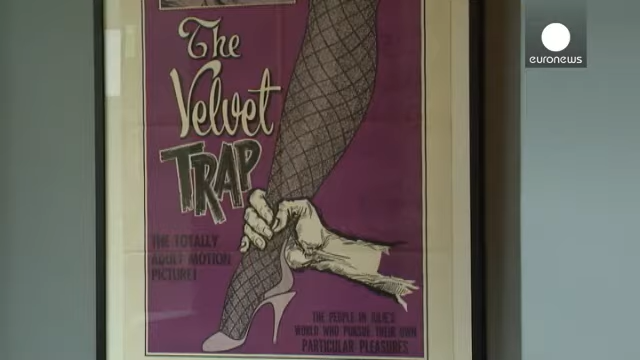 The
Velvet
TRAP
THE TOTALLY
ADULT MOTION
PICTURE!
THE PEOPLE IN JULIE'S
WORLD WHO PURSUE THEIR OWN
PARTICULAR PLEASURES
euronews